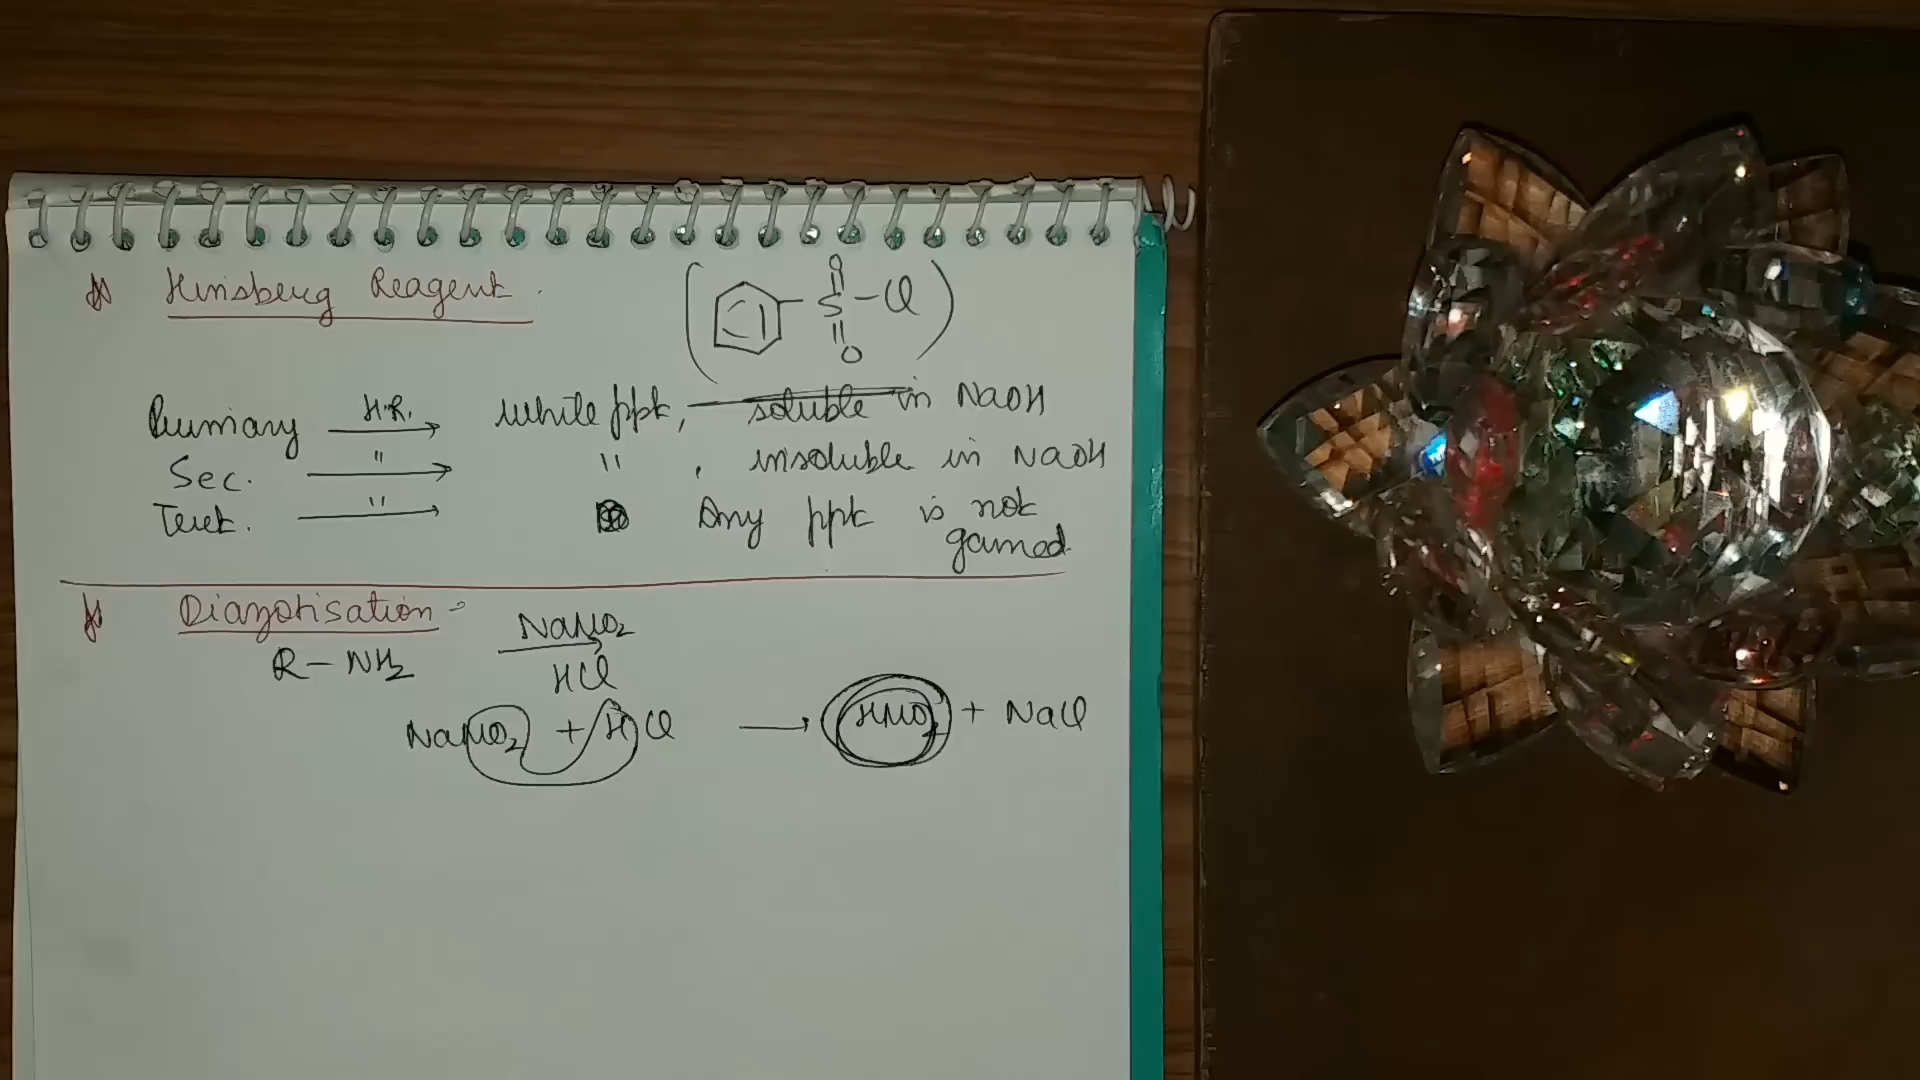 Hinsberg Reagent.
O
S - Cl
O
Primary H.R. White ppt, soluble in NaOH
Sec. " " , insoluble in NaOH
Tert. " Any ppt is not
gained
Diazotisation -
R - NH2 NaNO2
HCl
NaNO2 + HCl → HNO2 + NaCl